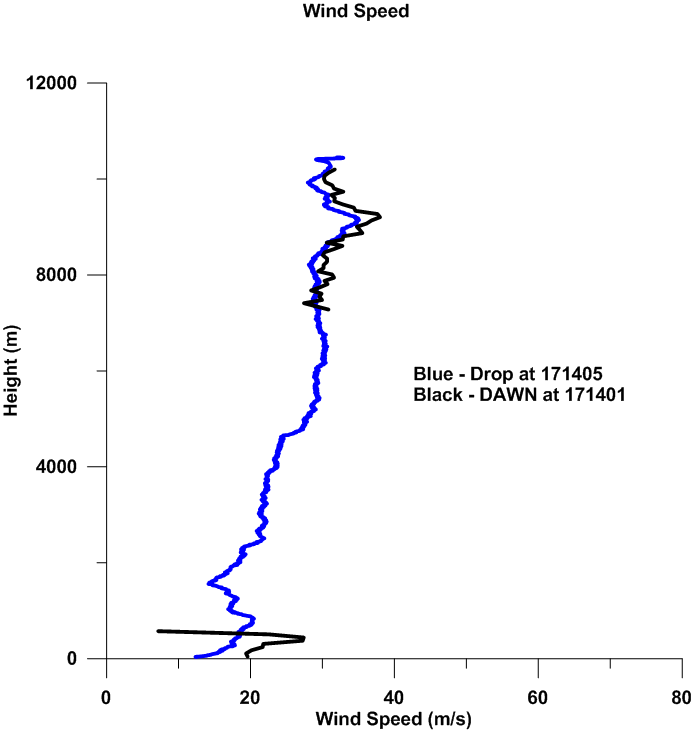 Wind Speed
12000
8000
Height (m)
Blue - Drop at 171405
Black - DAWN at 171401
4000
0
0 20 40 60 80
Wind Speed (m/s)